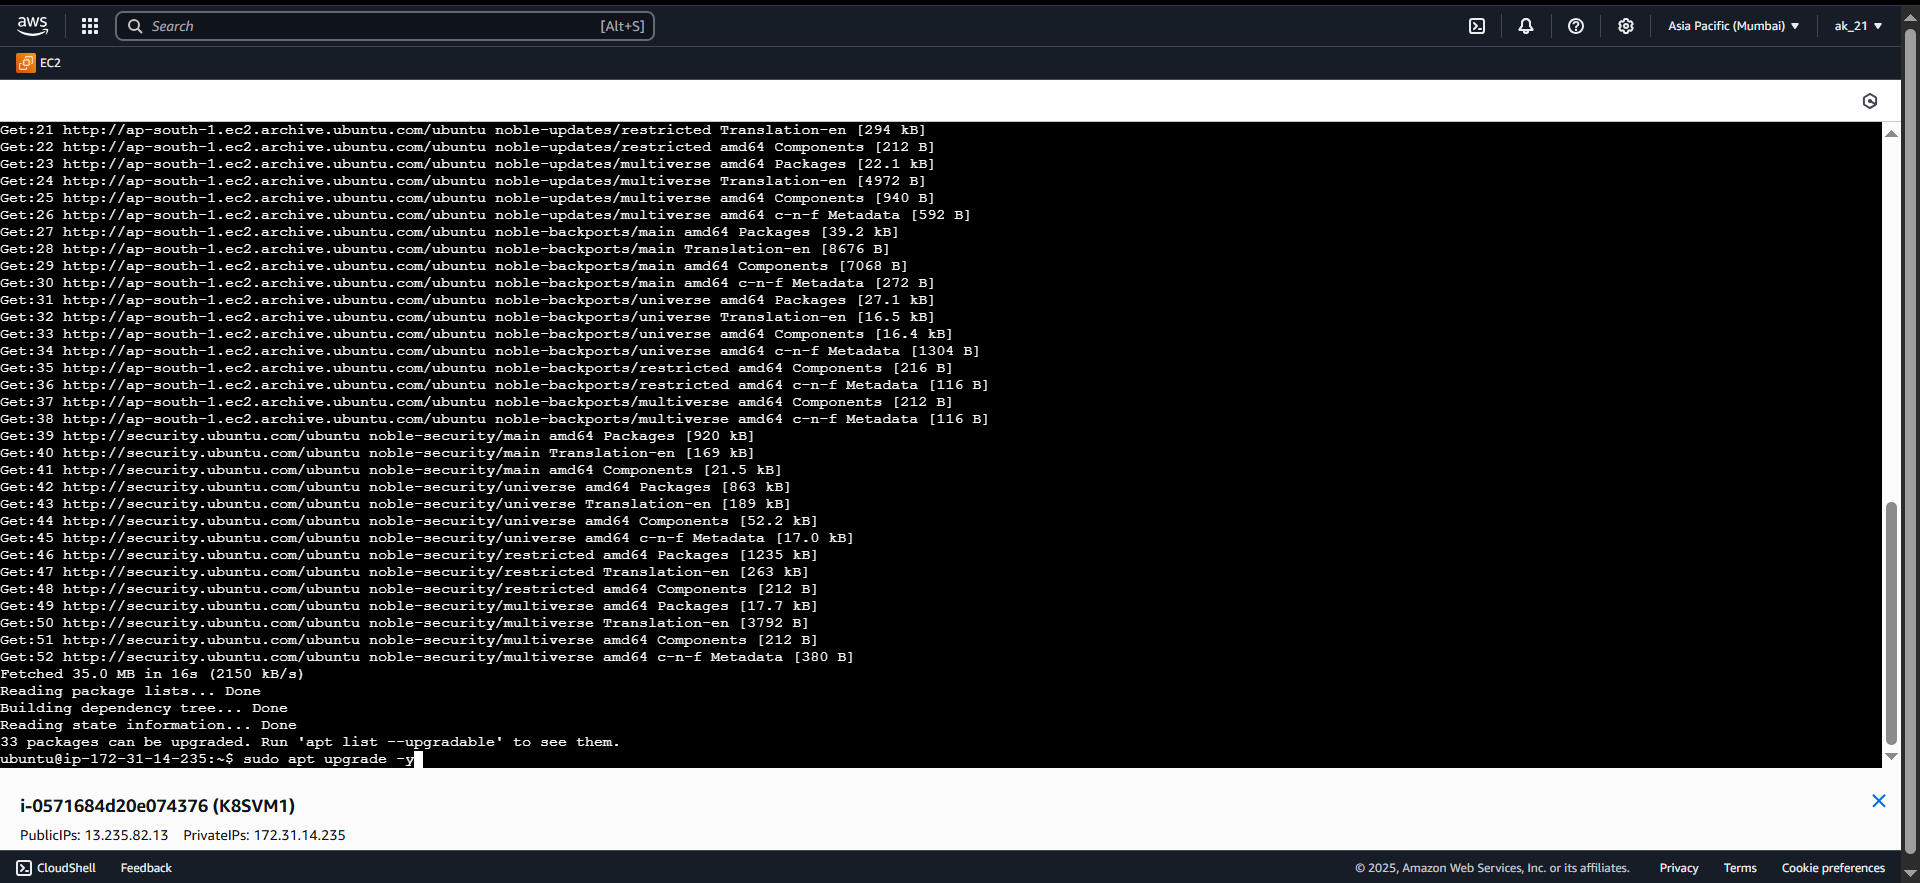 aws
Search [Alt+S]
Asia Pacific (Mumbai)
ak_21
EC2
Get:21 http://ap-south-1.ec2.archive.ubuntu.com/ubuntu noble-updates/restricted Translation-en [294 kB]
Get:22 http://ap-south-1.ec2.archive.ubuntu.com/ubuntu noble-updates/restricted amd64 Components [212 B]
Get:23 http://ap-south-1.ec2.archive.ubuntu.com/ubuntu noble-updates/multiverse amd64 Packages [22.1 kB]
Get:24 http://ap-south-1.ec2.archive.ubuntu.com/ubuntu noble-updates/multiverse Translation-en [4972 B]
Get:25 http://ap-south-1.ec2.archive.ubuntu.com/ubuntu noble-updates/multiverse amd64 Components [940 B]
Get:26 http://ap-south-1.ec2.archive.ubuntu.com/ubuntu noble-updates/multiverse amd64 c-n-f Metadata [592 B]
Get:27 http://ap-south-1.ec2.archive.ubuntu.com/ubuntu noble-backports/main amd64 Packages [39.2 kB]
Get:28 http://ap-south-1.ec2.archive.ubuntu.com/ubuntu noble-backports/main Translation-en [8676 B]
Get:29 http://ap-south-1.ec2.archive.ubuntu.com/ubuntu noble-backports/main amd64 Components [7068 B]
Get:30 http://ap-south-1.ec2.archive.ubuntu.com/ubuntu noble-backports/main amd64 c-n-f Metadata [272 B]
Get:31 http://ap-south-1.ec2.archive.ubuntu.com/ubuntu noble-backports/universe amd64 Packages [27.1 kB]
Get:32 http://ap-south-1.ec2.archive.ubuntu.com/ubuntu noble-backports/universe Translation-en [16.5 kB]
Get:33 http://ap-south-1.ec2.archive.ubuntu.com/ubuntu noble-backports/universe amd64 Components [16.4 kB]
Get:34 http://ap-south-1.ec2.archive.ubuntu.com/ubuntu noble-backports/universe amd64 c-n-f Metadata [1304 B]
Get:35 http://ap-south-1.ec2.archive.ubuntu.com/ubuntu noble-backports/restricted amd64 Components [216 B]
Get:36 http://ap-south-1.ec2.archive.ubuntu.com/ubuntu noble-backports/restricted amd64 c-n-f Metadata [116 B]
Get:37 http://ap-south-1.ec2.archive.ubuntu.com/ubuntu noble-backports/multiverse amd64 Components [212 B]
Get:38 http://ap-south-1.ec2.archive.ubuntu.com/ubuntu noble-backports/multiverse amd64 c-n-f Metadata [116 B]
Get:39 http://security.ubuntu.com/ubuntu noble-security/main amd64 Packages [920 kB]
Get:40 http://security.ubuntu.com/ubuntu noble-security/main Translation-en [169 kB]
Get:41 http://security.ubuntu.com/ubuntu noble-security/main amd64 Components [21.5 kB]
Get:42 http://security.ubuntu.com/ubuntu noble-security/universe amd64 Packages [863 kB]
Get:43 http://security.ubuntu.com/ubuntu noble-security/universe Translation-en [189 kB]
Get:44 http://security.ubuntu.com/ubuntu noble-security/universe amd64 Components [52.2 kB]
Get:45 http://security.ubuntu.com/ubuntu noble-security/universe amd64 c-n-f Metadata [17.0 kB]
Get:46 http://security.ubuntu.com/ubuntu noble-security/restricted amd64 Packages [1235 kB]
Get:47 http://security.ubuntu.com/ubuntu noble-security/restricted Translation-en [263 kB]
Get:48 http://security.ubuntu.com/ubuntu noble-security/restricted amd64 Components [212 B]
Get:49 http://security.ubuntu.com/ubuntu noble-security/multiverse amd64 Packages [17.7 kB]
Get:50 http://security.ubuntu.com/ubuntu noble-security/multiverse Translation-en [3792 B]
Get:51 http://security.ubuntu.com/ubuntu noble-security/multiverse amd64 Components [212 B]
Get:52 http://security.ubuntu.com/ubuntu noble-security/multiverse amd64 c-n-f Metadata [380 B]
Fetched 35.0 MB in 16s (2150 kB/s)
Reading package lists... Done
Building dependency tree... Done
Reading state information... Done
33 packages can be upgraded. Run 'apt list --upgradable' to see them.
ubuntu@ip-172-31-14-235:~$ sudo apt upgrade -y
i-0571684d20e074376 (K8SVM1)
PublicIPs: 13.235.82.13 PrivateIPs: 172.31.14.235
CloudShell Feedback © 2025, Amazon Web Services, Inc. or its affiliates. Privacy Terms Cookie preferences